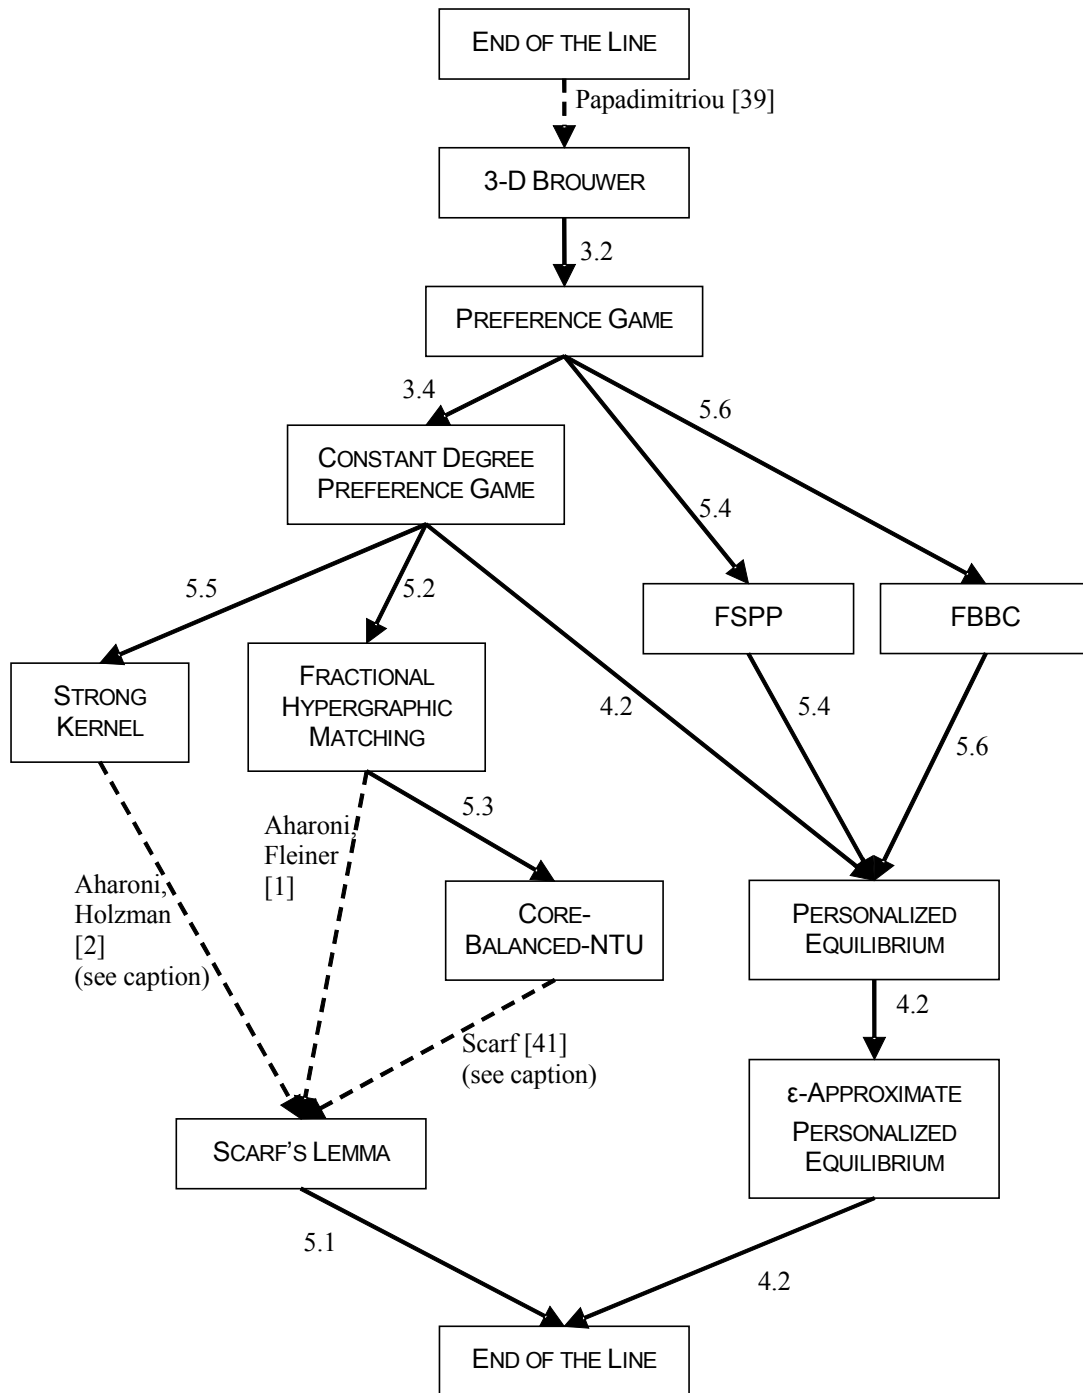 END OF THE LINE
Papadimitriou [39]
3-D BROUWER
3.2
PREFERENCE GAME
3.4
5.6
CONSTANT DEGREE
PREFERENCE GAME
5.4
5.5
5.2
FSPP
FBBC
STRONG
KERNEL
FRACTIONAL
HYPERGRAPHIC
MATCHING
4.2
5.4
5.6
5.3
Aharoni,
Fleiner
[1]
Aharoni,
Holzman
[2]
(see caption)
CORE-
BALANCED-NTU
PERSONALIZED
EQUILIBRIUM
4.2
Scarf [41]
(see caption)
ε-APPROXIMATE
PERSONALIZED
EQUILIBRIUM
SCARF'S LEMMA
5.1
4.2
END OF THE LINE